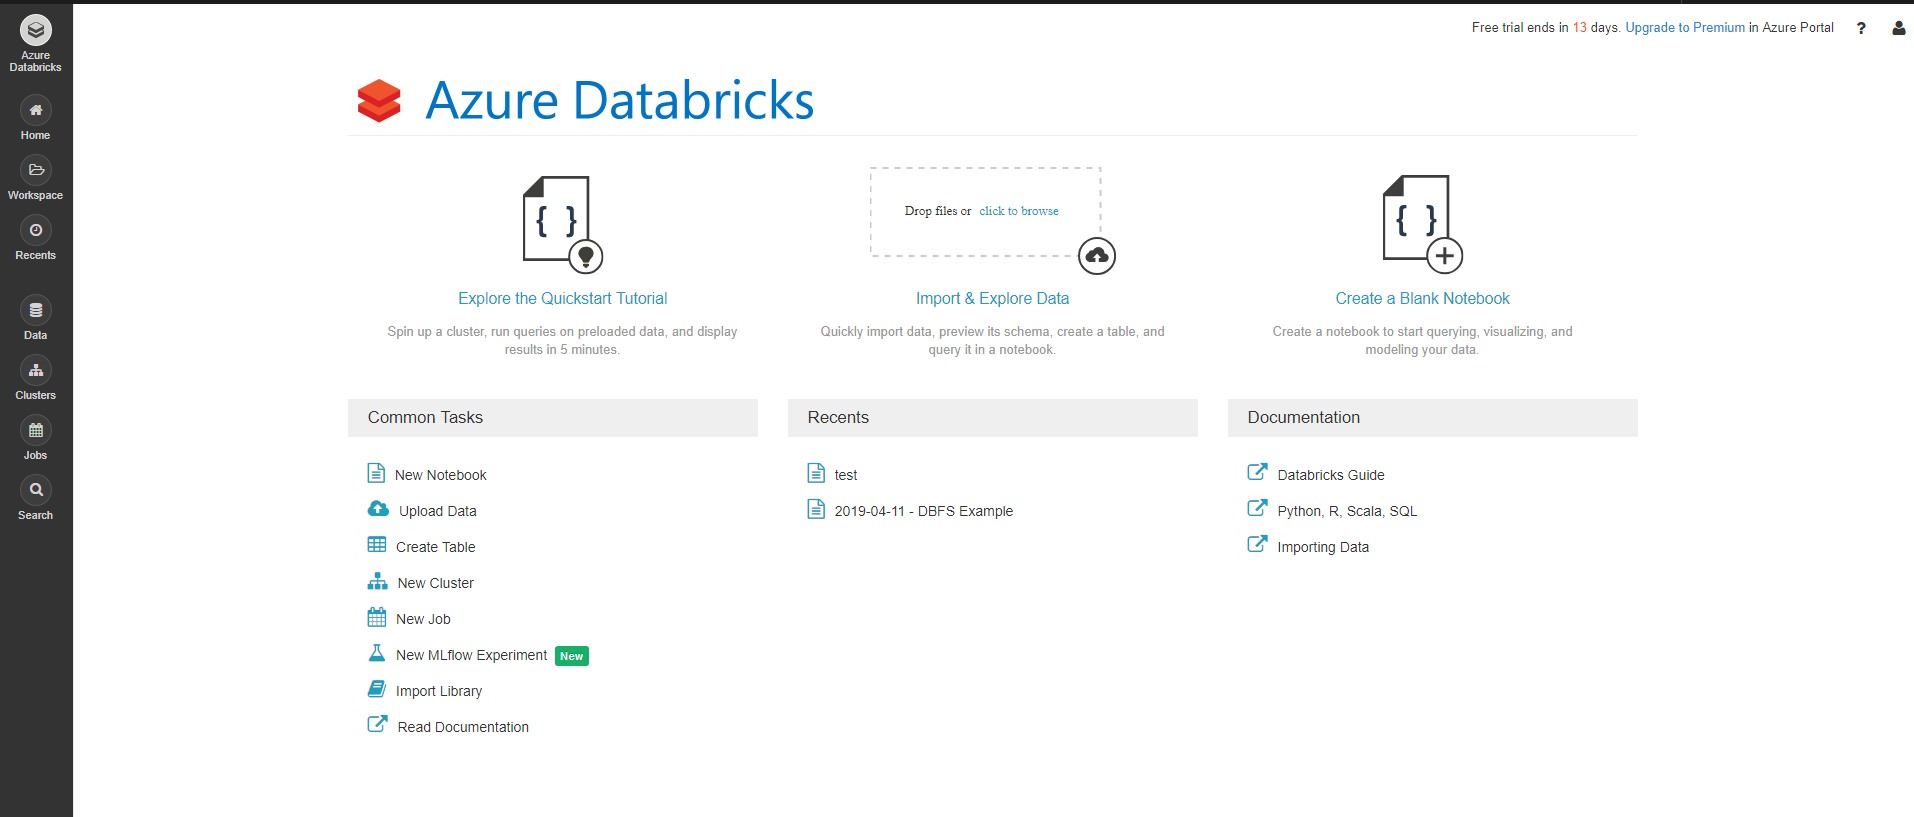 Free trial ends in 13 days. Upgrade to Premium in Azure Portal ?
Azure
Databricks
Home
Workspace
Recents
Data
Clusters
Jobs
Search
Azure Databricks
{ }
Drop files or click to browse
{ }
Explore the Quickstart Tutorial
Spin up a cluster, run queries on preloaded data, and display
results in 5 minutes.
Import & Explore Data
Quickly import data, preview its schema, create a table, and
query it in a notebook.
Create a Blank Notebook
Create a notebook to start querying, visualizing, and
modeling your data.
Common Tasks
New Notebook
Upload Data
Create Table
New Cluster
New Job
New MLflow Experiment New
Import Library
Read Documentation
Recents
test
2019-04-11 - DBFS Example
Documentation
Databricks Guide
Python, R, Scala, SQL
Importing Data